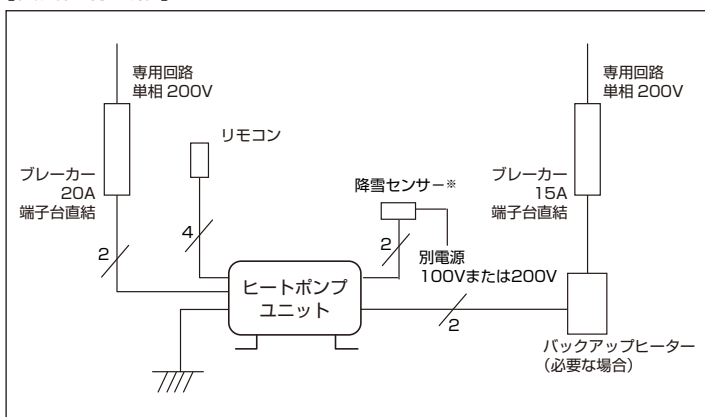 専用回路
単相 200V
ブレーカー
20A
端子台直結
2
リモコン
4
降雪センサー※
2
別電源
100Vまたは200V
ヒートポンプ
ユニット
2
専用回路
単相 200V
ブレーカー
15A
端子台直結
バックアップヒーター
（必要な場合）